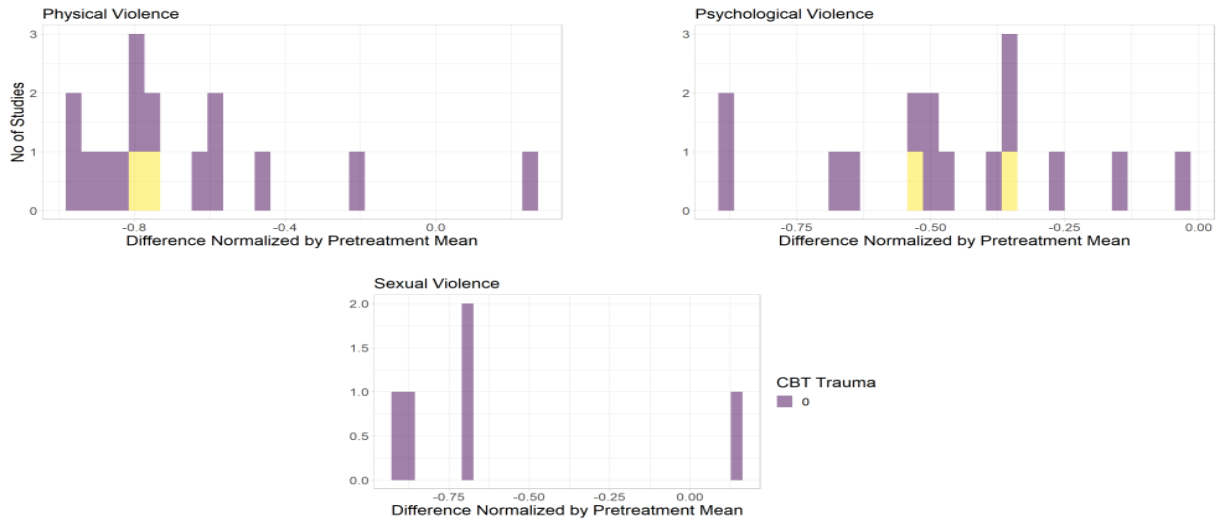 Physical Violence
No of Studies
3
2
1
0
-0.8 -0.4 0.0
Difference Normalized by Pretreatment Mean
Psychological Violence
3
2
1
0
-0.75 -0.50 -0.25 0.00
Difference Normalized by Pretreatment Mean
Sexual Violence
2.0
1.5
1.0
0.5
0.0
-0.75 -0.50 -0.25 0.00
Difference Normalized by Pretreatment Mean
CBT Trauma
0